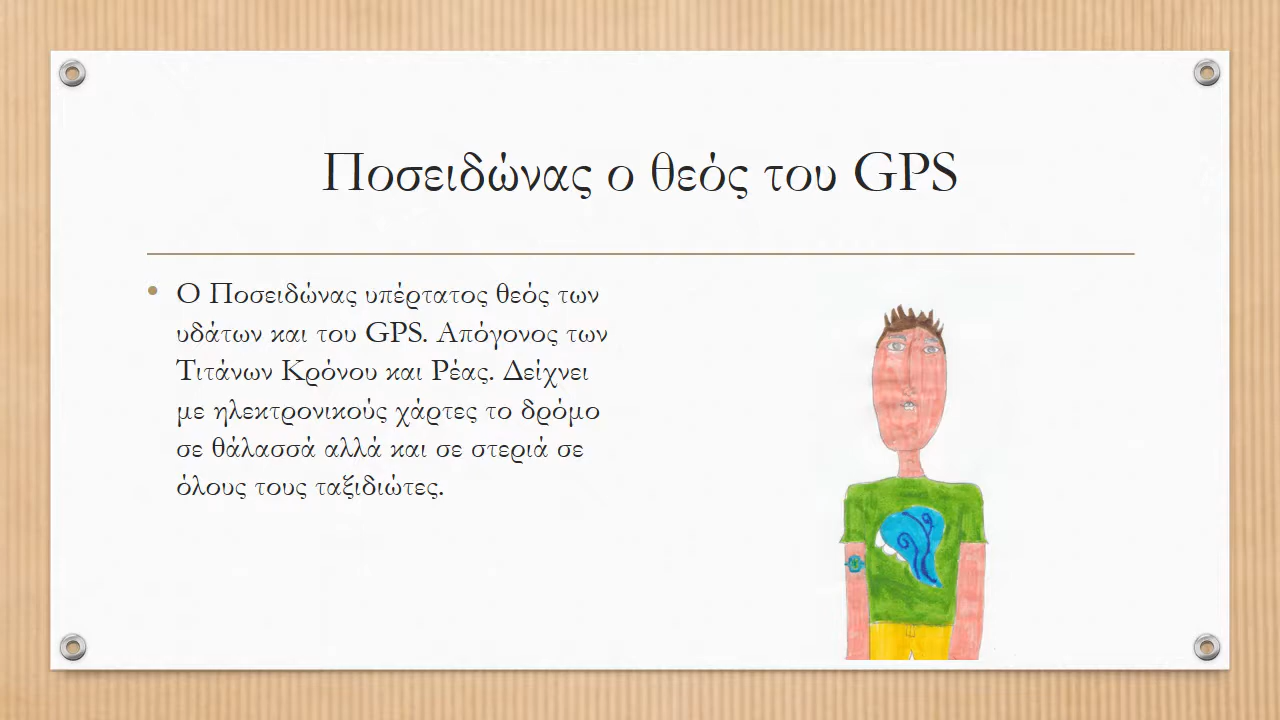 Ποσειδώνας ο θεός του GPS
• Ο Ποσειδώνας υπέρτατος θεός των
υδάτων και του GPS. Απόγονος των
Τιτάνων Κρόνου και Ρέας. Δείχνει
με ηλεκτρονικούς χάρτες το δρόμο
σε θάλασσά αλλά και σε στεριά σε
όλους τους ταξιδιώτες.